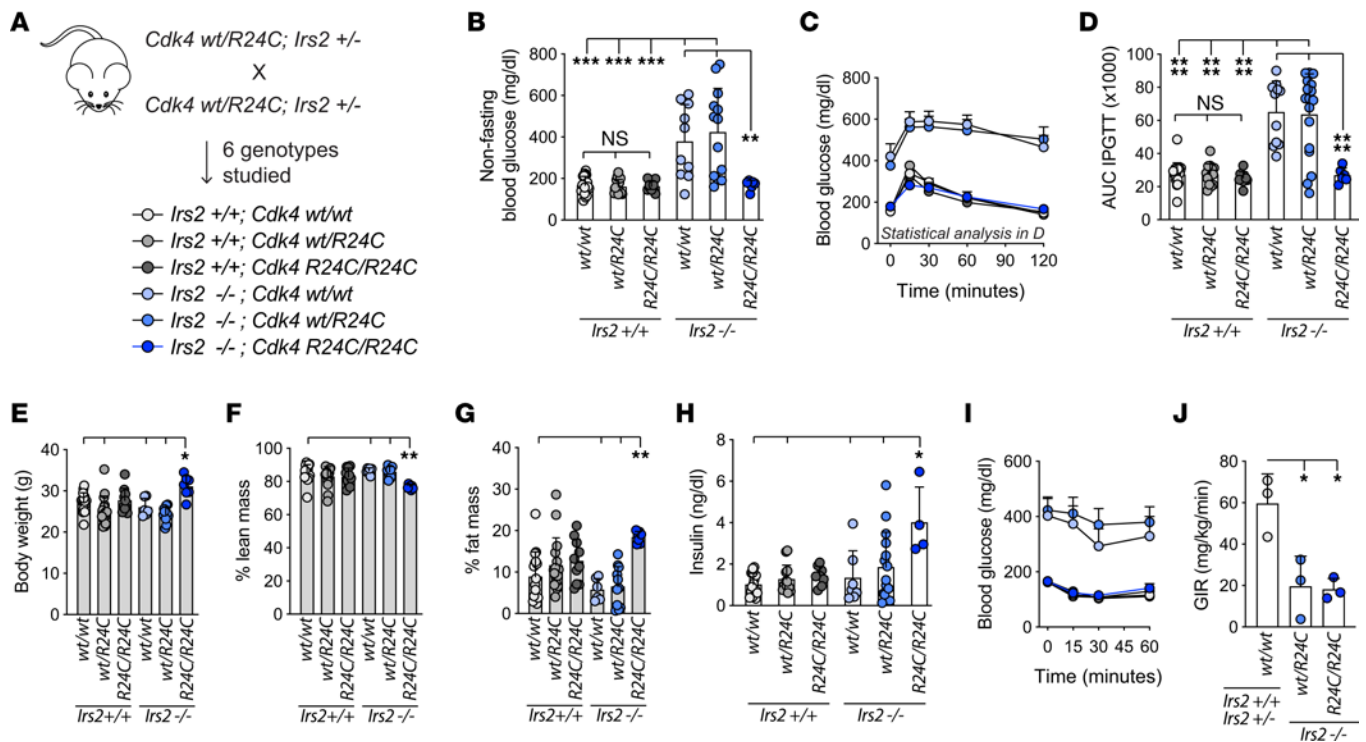 A
Cdk4 wt/R24C; Irs2 +/-
X
Cdk4 wt/R24C; Irs2 +/-
6 genotypes
studied
Irs2 +/+; Cdk4 wt/wt
Irs2 +/+; Cdk4 wt/R24C
Irs2 +/+; Cdk4 R24C/R24C
Irs2 -/- ; Cdk4 wt/wt
Irs2 -/- ; Cdk4 wt/R24C
Irs2 -/- ; Cdk4 R24C/R24C
B
Non-fasting
blood glucose (mg/dl)
800
600
400
200
0
*** *** ***
NS
**
wt/wt
wt/R24C
R24C/R24C
wt/wt
wt/R24C
R24C/R24C
Irs2 +/+
Irs2 -/-
C
Blood glucose (mg/dl)
800
600
400
200
0
Statistical analysis in D
0 30 60 90 120
Time (minutes)
D
AUC IPGTT (x1000)
100
80
60
40
20
0
** ** **
** ** **
NS
**
**
wt/wt
wt/R24C
R24C/R24C
wt/wt
wt/R24C
R24C/R24C
Irs2 +/+
Irs2 -/-
E
Body weight (g)
40
30
20
10
0
*
wt/wt
wt/R24C
R24C/R24C
wt/wt
wt/R24C
R24C/R24C
Irs2+/+
Irs2 -/-
F
% lean mass
100
80
60
40
20
0
**
wt/wt
wt/R24C
R24C/R24C
wt/wt
wt/R24C
R24C/R24C
Irs2+/+
Irs2 -/-
G
% fat mass
40
30
20
10
0
**
wt/wt
wt/R24C
R24C/R24C
wt/wt
wt/R24C
R24C/R24C
Irs2+/+
Irs2 -/-
H
Insulin (ng/dl)
8
6
4
2
0
*
wt/wt
wt/R24C
R24C/R24C
wt/wt
wt/R24C
R24C/R24C
Irs2 +/+
Irs2 -/-
I
Blood glucose (mg/dl)
600
400
200
0
0 15 30 45 60
Time (minutes)
J
GIR (mg/kg/min)
80
60
40
20
0
* *
wt/wt
wt/R24C
R24C/R24C
Irs2 +/+
Irs2 +/-
Irs2 -/-